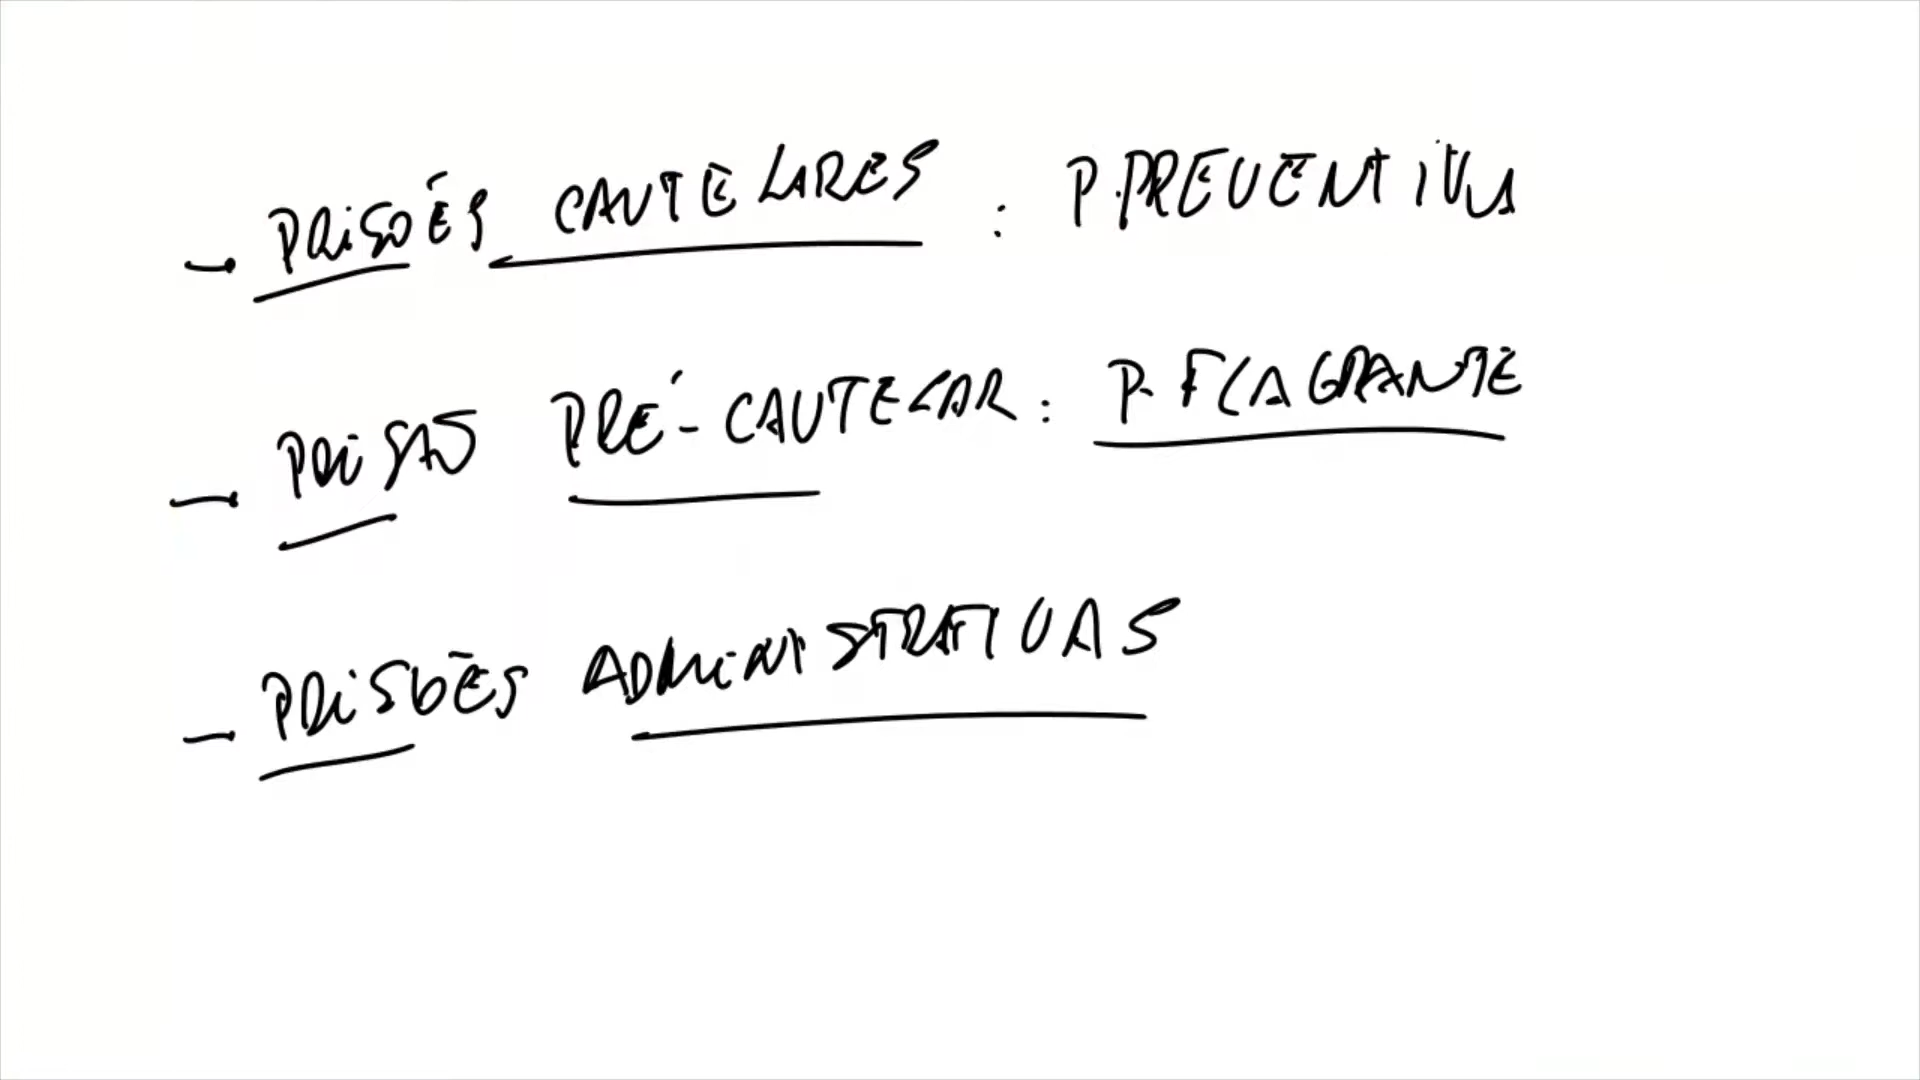 - PRISÕES CAUTELARES : P.PREVENTIVA
- PRISÃO PRÉ-CAUTELAR : P. FLAGRANTE
- PRISÕES ADMINISTRATIVAS